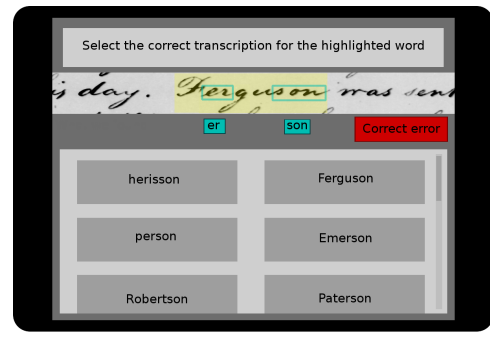 Select the correct transcription for the highlighted word
is day. Ferguson was sent
er son
Correct error
herisson Ferguson
person Emerson
Robertson Paterson